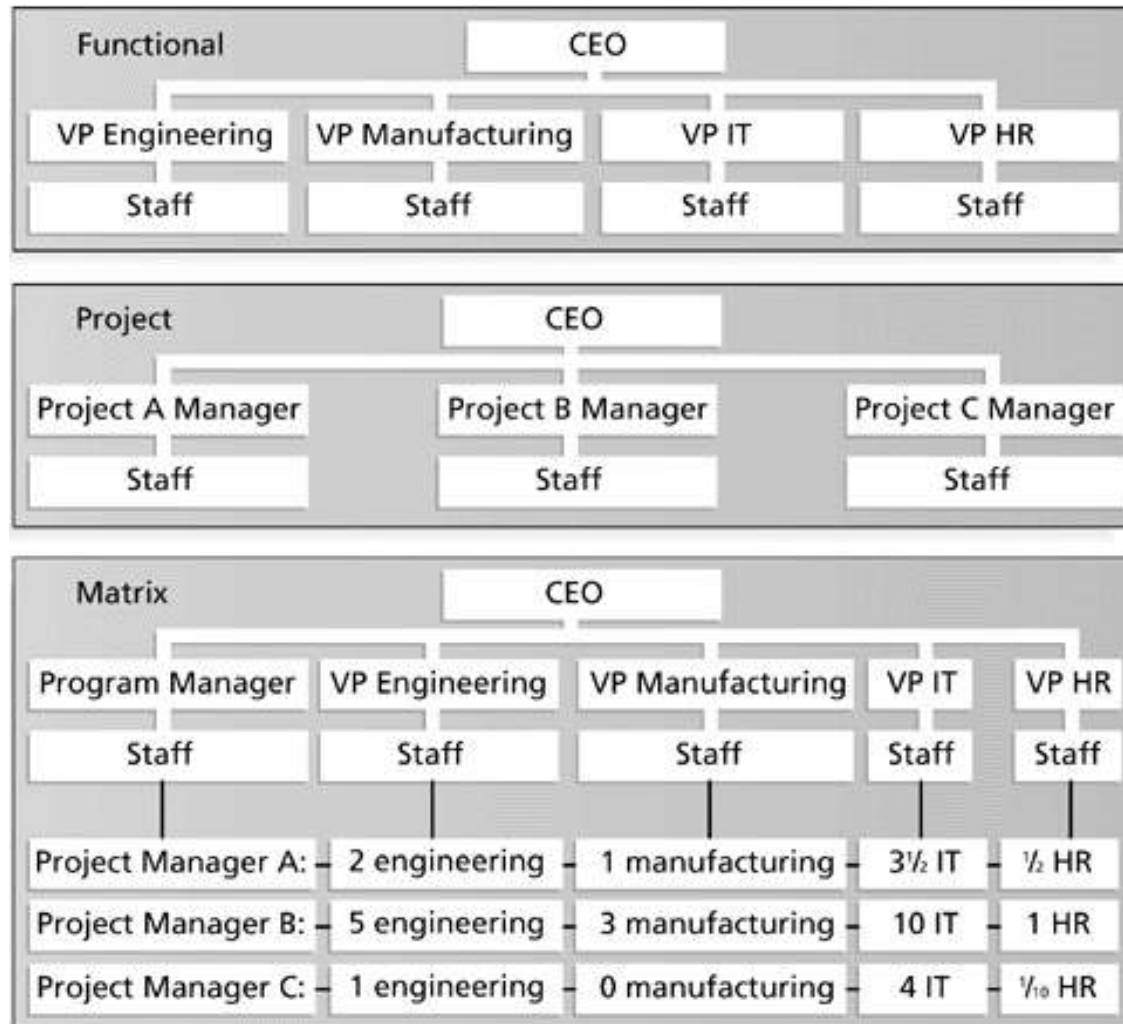 Functional
CEO
VP Engineering VP Manufacturing VP IT VP HR
Staff Staff Staff Staff
Project
CEO
Project A Manager Project B Manager Project C Manager
Staff Staff Staff
Matrix
CEO
Program Manager VP Engineering VP Manufacturing VP IT VP HR
Staff Staff Staff Staff Staff
Project Manager A: 2 engineering 1 manufacturing 3½ IT ½ HR
Project Manager B: 5 engineering 3 manufacturing 10 IT 1 HR
Project Manager C: 1 engineering 0 manufacturing 4 IT 1/10 HR